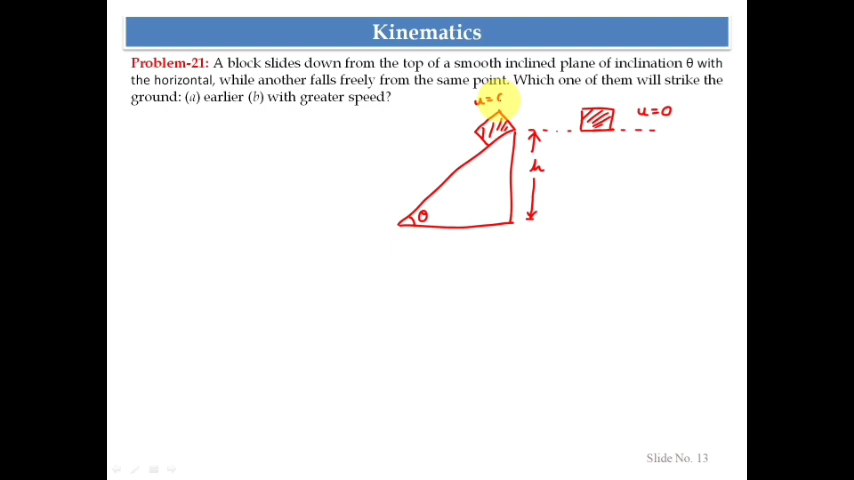 Kinematics
Problem-21: A block slides down from the top of a smooth inclined plane of inclination θ with
the horizontal, while another falls freely from the same point. Which one of them will strike the
ground: (a) earlier (b) with greater speed?
u=0
h
θ
Slide No. 13